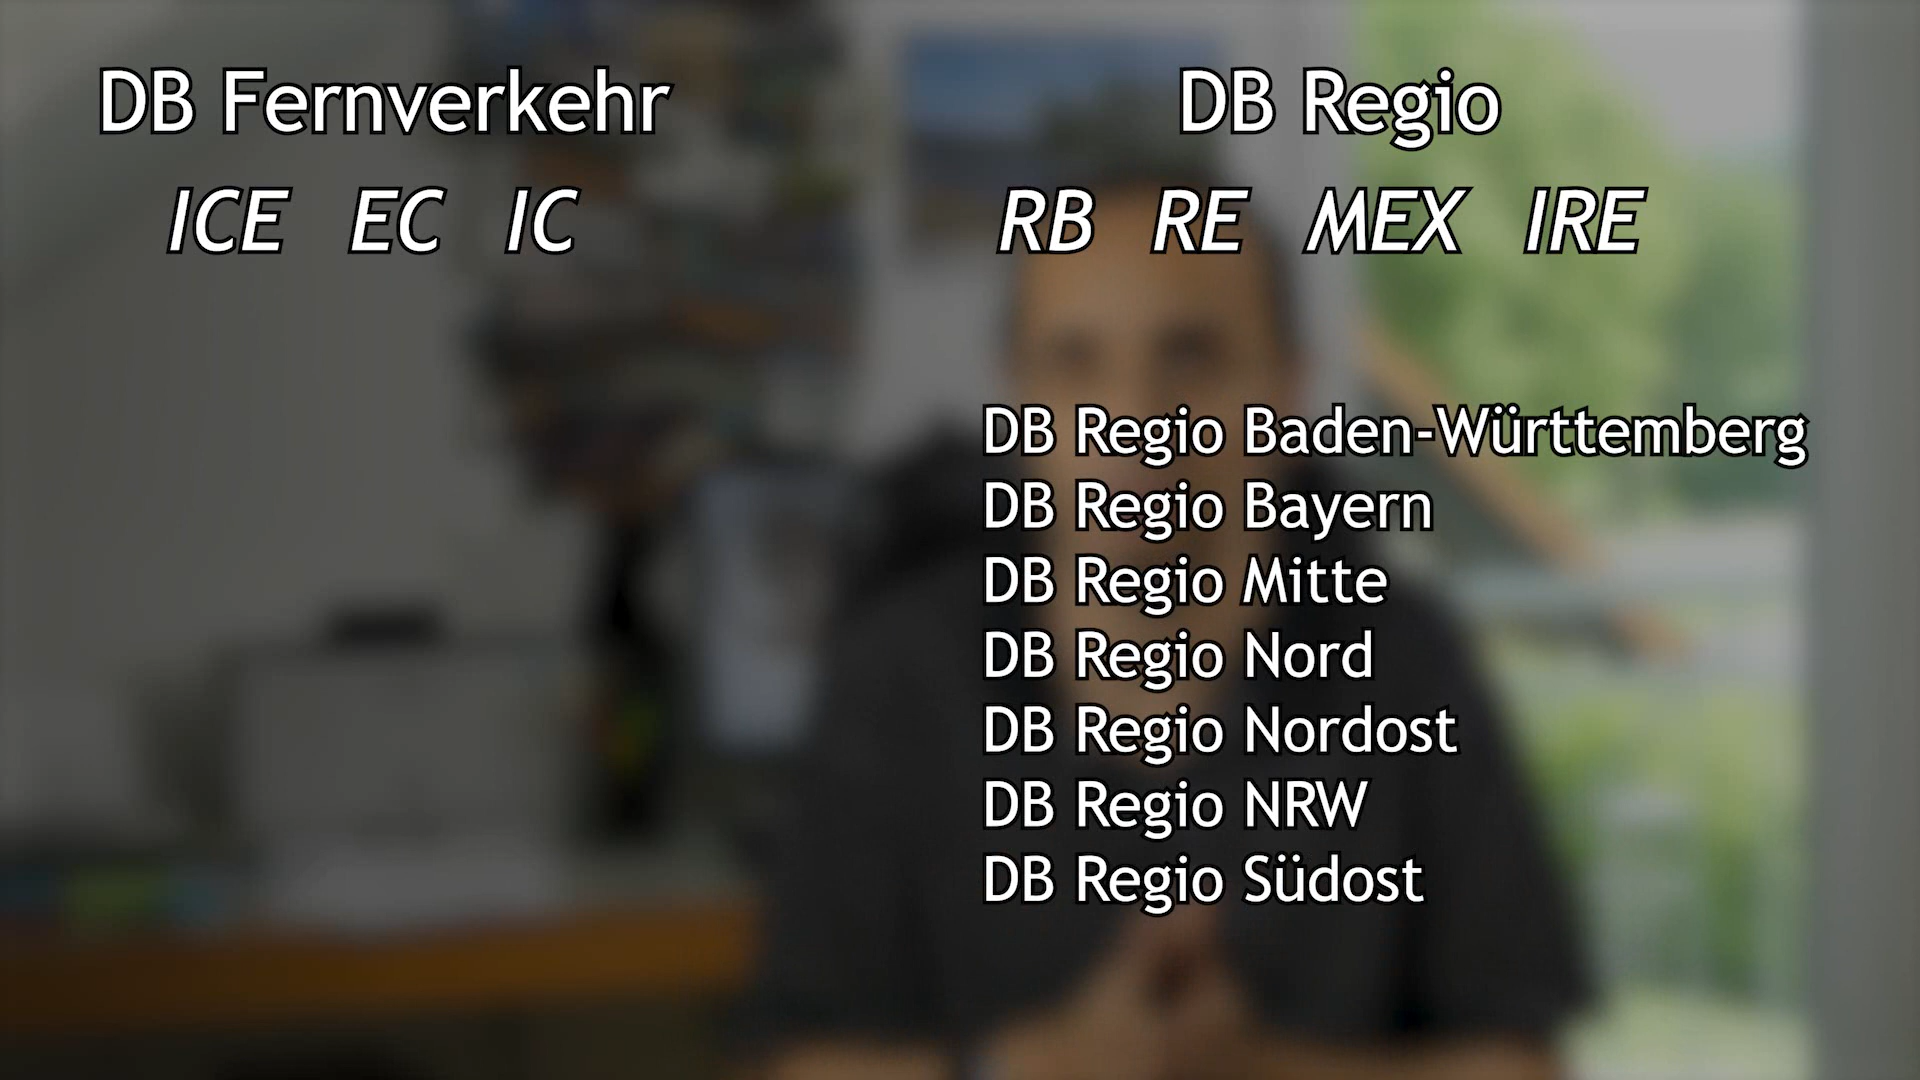 DB Fernverkehr
ICE EC IC
DB Regio
RB RE MEX IRE
DB Regio Baden-Württemberg
DB Regio Bayern
DB Regio Mitte
DB Regio Nord
DB Regio Nordost
DB Regio NRW
DB Regio Südost